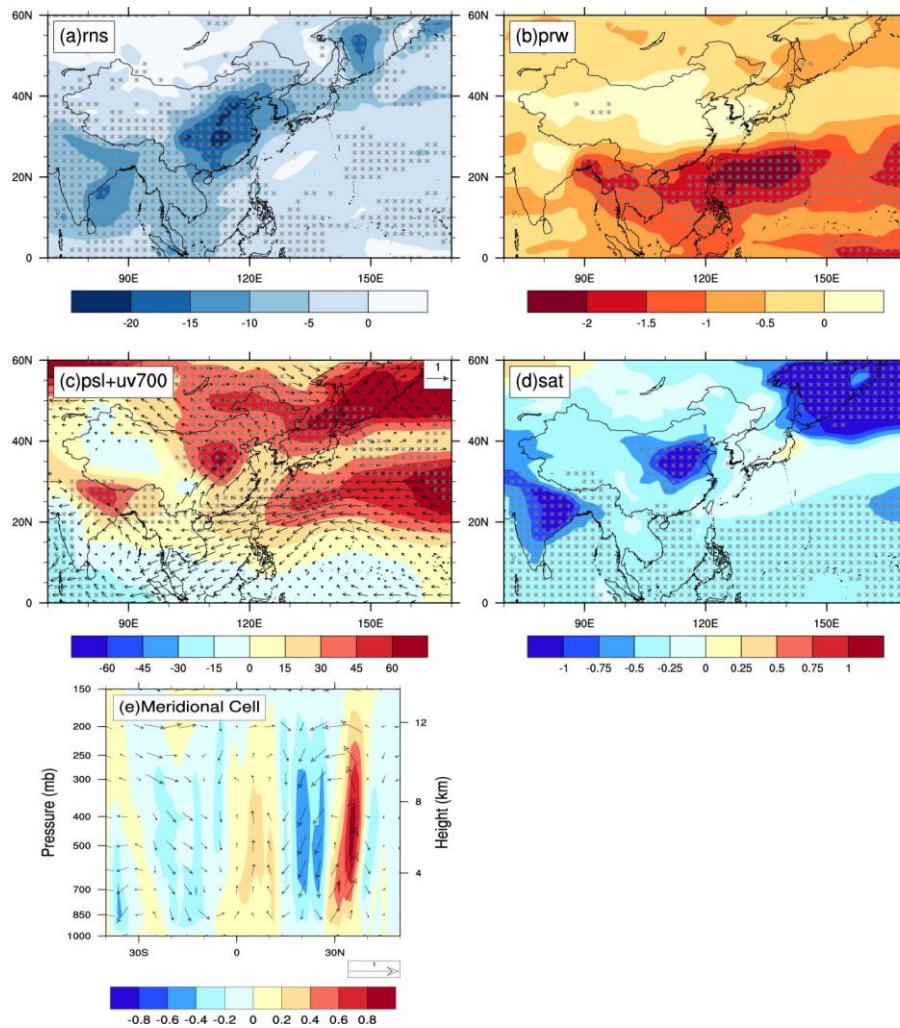 60N
40N
20N
0
(a)rns
90E 120E 150E
-20 -15 -10 -5 0
60N
40N
20N
0
(b)prw
90E 120E 150E
-2 -1.5 -1 -0.5 0
60N
40N
20N
0
(c)psl+uv700
1
90E 120E 150E
-60 -45 -30 -15 0 15 30 45 60
60N
40N
20N
0
(d)sat
90E 120E 150E
-1 -0.75 -0.5 -0.25 0 0.25 0.5 0.75 1
(e)Meridional Cell
Pressure (mb)
150
200
250
300
400
500
700
850
1000
12
8
4
Height (km)
30S 0 30N
1
-0.8 -0.6 -0.4 -0.2 0 0.2 0.4 0.6 0.8